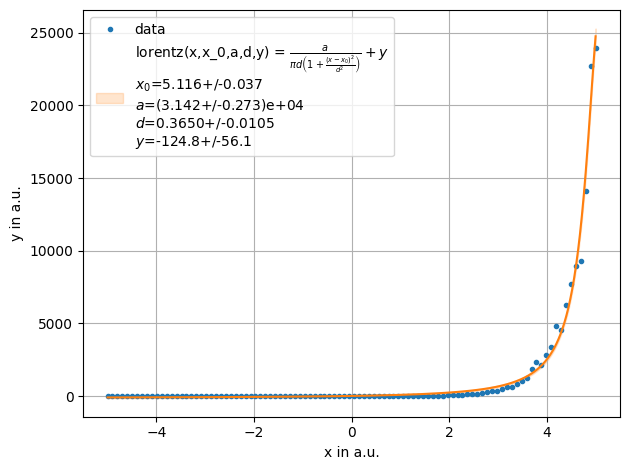 data
lorentz(x,x_0,a,d,y) = \frac{a}{\pi d\left(1+\frac{(x-x_0)^2}{d^2}\right)} + y
x_0=5.116+/-0.037
a=(3.142+/-0.273)e+04
d=0.3650+/-0.0105
y=-124.8+/-56.1
25000
20000
15000
10000
5000
0
y in a.u.
−4 −2 0 2 4
x in a.u.